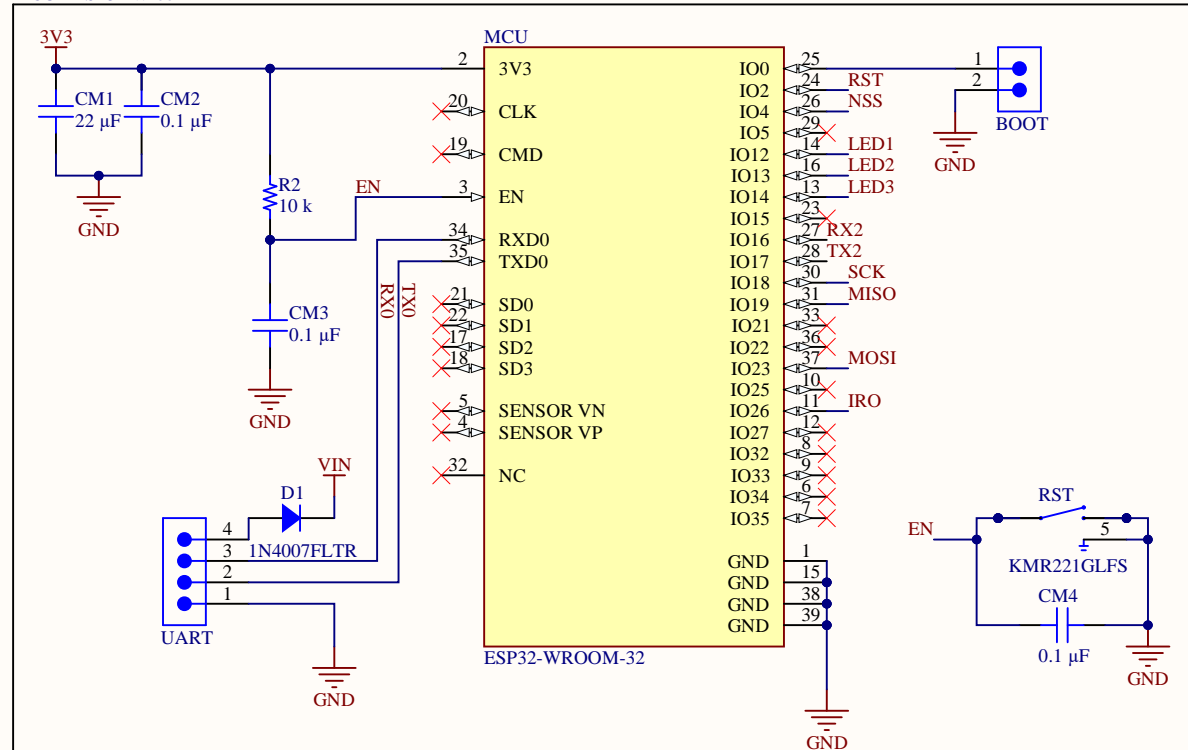 3V3
CM1
22 µF
CM2
0.1 µF
GND
R2
10 k
EN
CM3
0.1 µF
GND
RX0
TX0
VIN
D1
1N4007FLTR
4
3
2
1
UART
GND
MCU
2 3V3
20 CLK
19 CMD
3 EN
34 RXD0
35 TXD0
21 SD0
22 SD1
17 SD2
18 SD3
5 SENSOR VN
4 SENSOR VP
32 NC
IO0 25
IO2 24 RST
IO4 26 NSS
IO5 29
IO12 14 LED1
IO13 16 LED2
IO14 13 LED3
IO15 23
IO16 27 RX2
IO17 28 TX2
IO18 30 SCK
IO19 31 MISO
IO21 33
IO22 36
IO23 37 MOSI
IO25 10
IO26 11 IRO
IO27 12
IO32 8
IO33 9
IO34 6
IO35 7
GND 1
GND 15
GND 38
GND 39
ESP32-WROOM-32
GND
1
2
BOOT
GND
RST
EN
5
KMR221GLFS
CM4
0.1 µF
GND